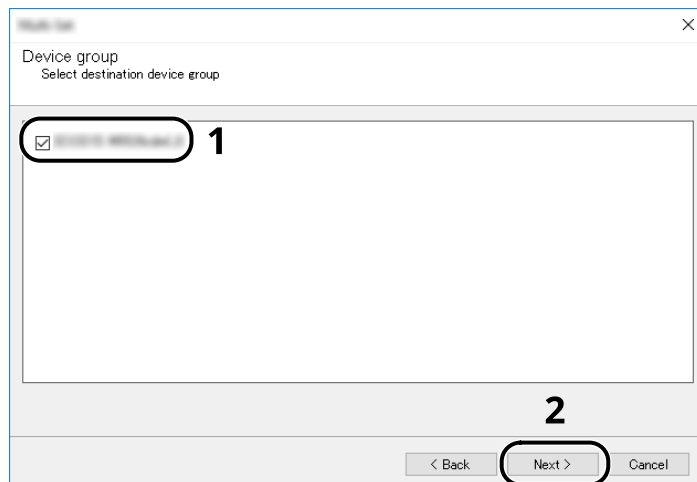 Device group
Select destination device group
1
2
< Back
Next >
Cancel